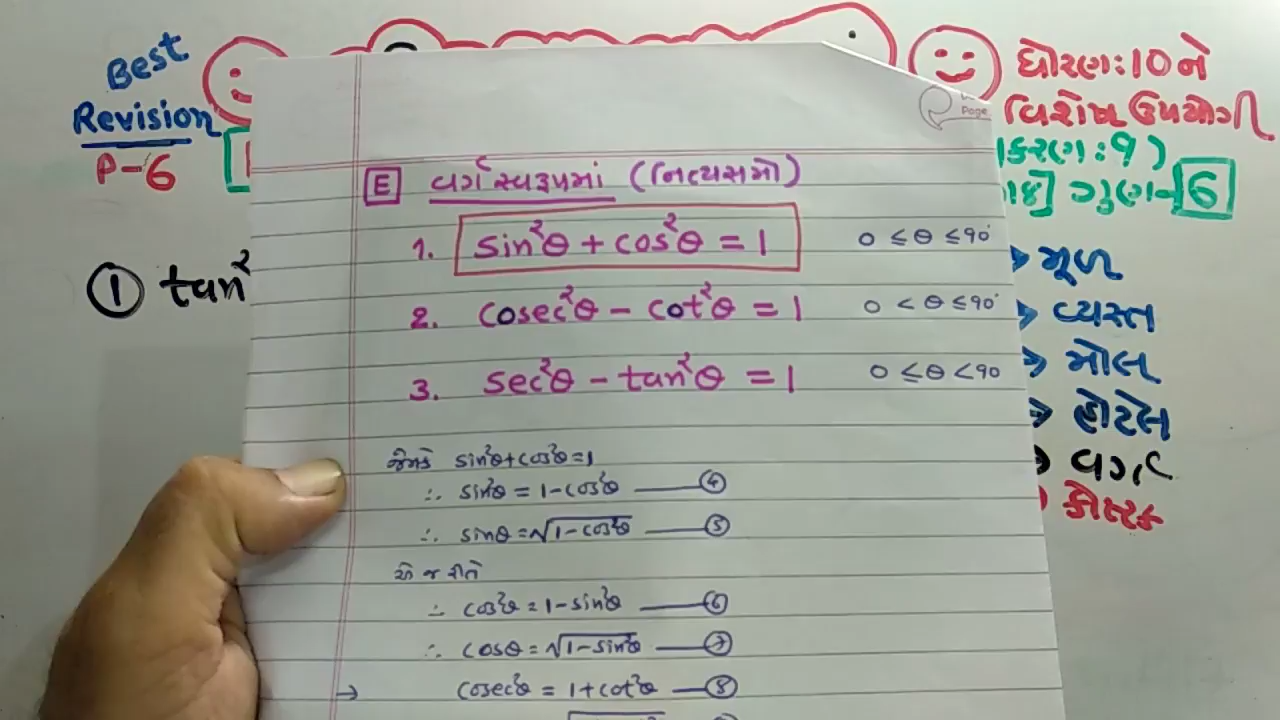 Best
Revision
P-6
ધોરણ:10ને
વિશેષ ઉપયોગી
કરણ:9)
ગુણ-6
① tan²
મૂળ
વ્યસ્ત
મોલ
હોટેલ
વર્ગ
કોષ્ટક
Page
E વર્ગ સ્વરૂપમાં (નિત્યસમો)
1. sin²θ + cos²θ = 1 0 ≤ θ ≤ 90°
2. cosec²θ - cot²θ = 1 0 < θ ≤ 90°
3. sec²θ - tan²θ = 1 0 ≤ θ < 90
જેમકે sin²θ+cos²θ=1
∴ sin²θ = 1-cos²θ —— ④
∴ sinθ = √1-cos²θ —— ⑤
એ જ રીતે
∴ cos²θ = 1-sin²θ —— ⑥
∴ cosθ = √1-sin²θ —— ⑦
→ cosec²θ = 1+cot²θ —— ⑧